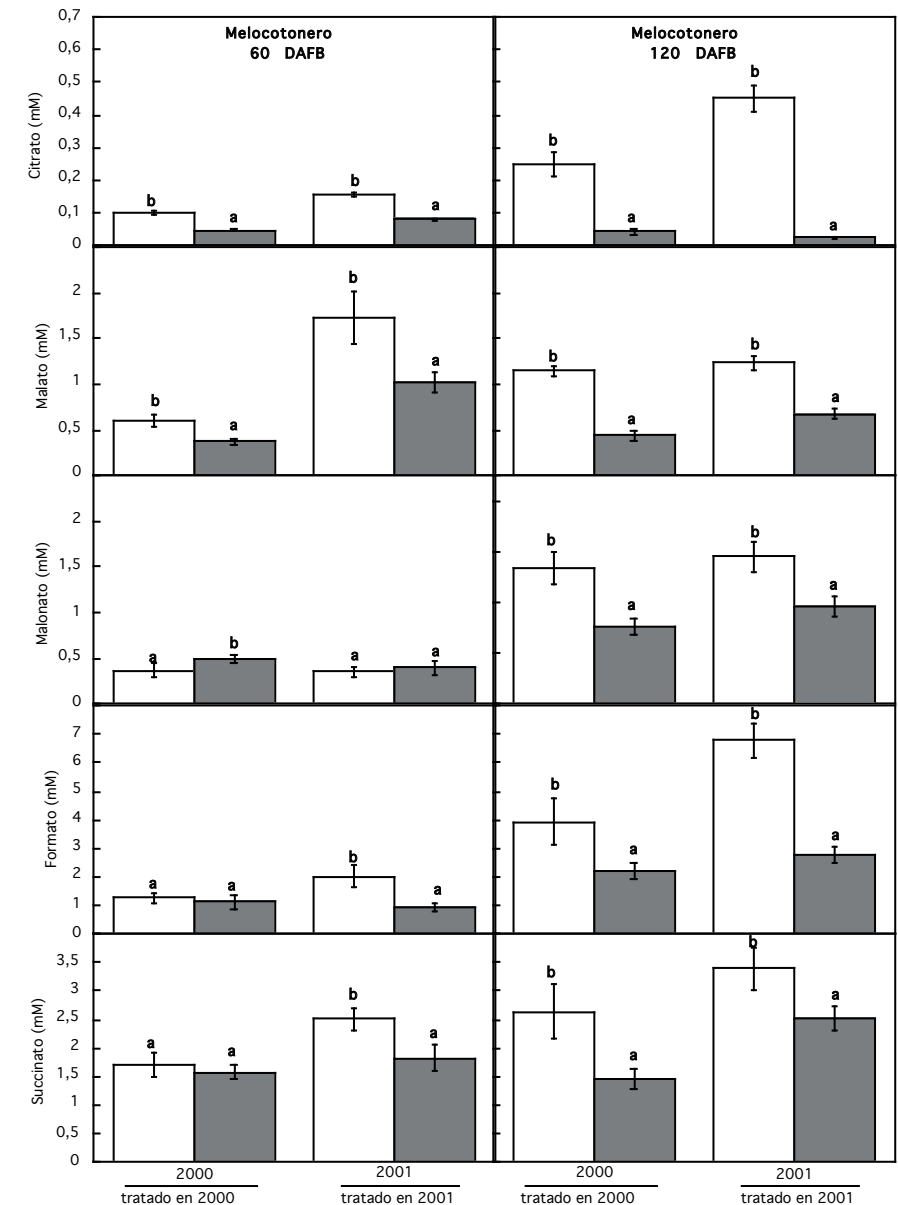 Melocotonero
60 DAFB
Melocotonero
120 DAFB
Citrato (mM)
0,7
0,6
0,5
0,4
0,3
0,2
0,1
0
b
a
b
a
b
a
b
a
Malato (mM)
2
1,5
1
0,5
0
b
a
b
a
b
a
b
a
Malonato (mM)
2
1,5
1
0,5
0
a
b
a
a
b
a
b
a
Formato (mM)
7
6
5
4
3
2
1
0
a
a
b
a
b
a
b
a
Succinato (mM)
3,5
3
2,5
2
1,5
1
0,5
0
a
a
b
a
b
a
b
a
2000
2001
2000
2001
tratado en 2000
tratado en 2001
tratado en 2000
tratado en 2001